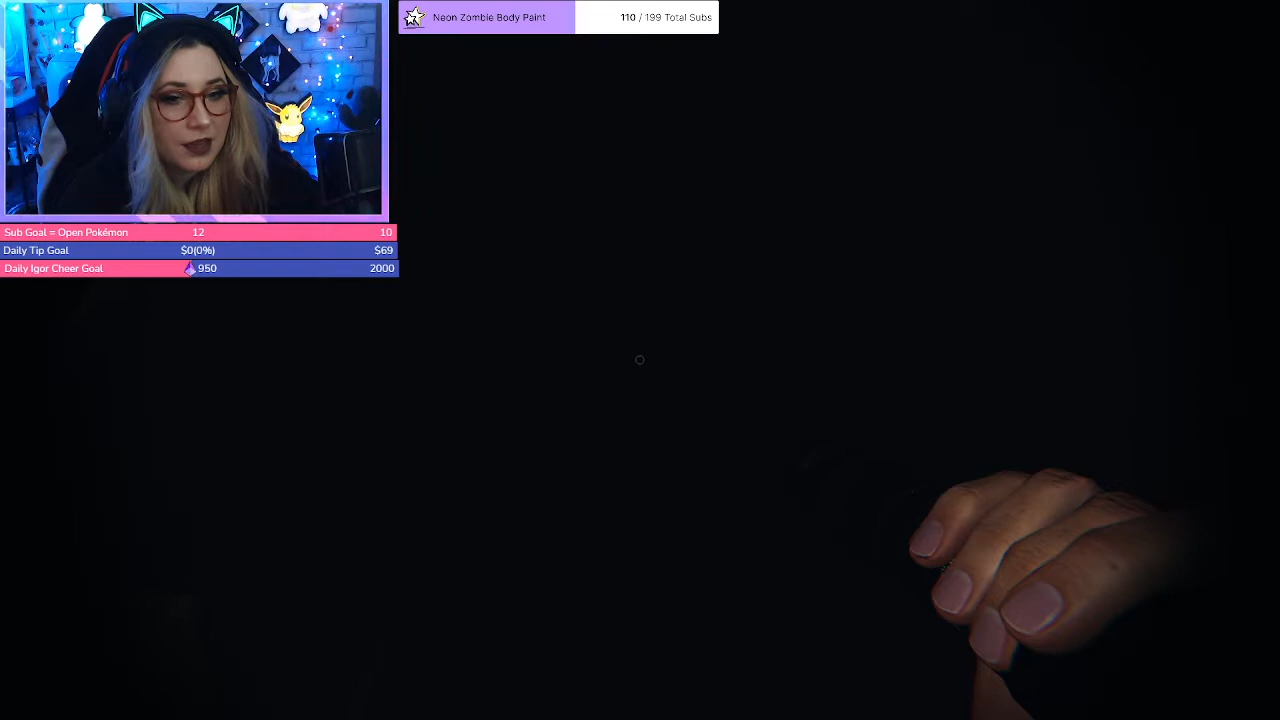 Neon Zombie Body Paint 110 / 199 Total Subs
Sub Goal = Open Pokémon 12 10
Daily Tip Goal $0(0%) $69
Daily Igor Cheer Goal 950 2000